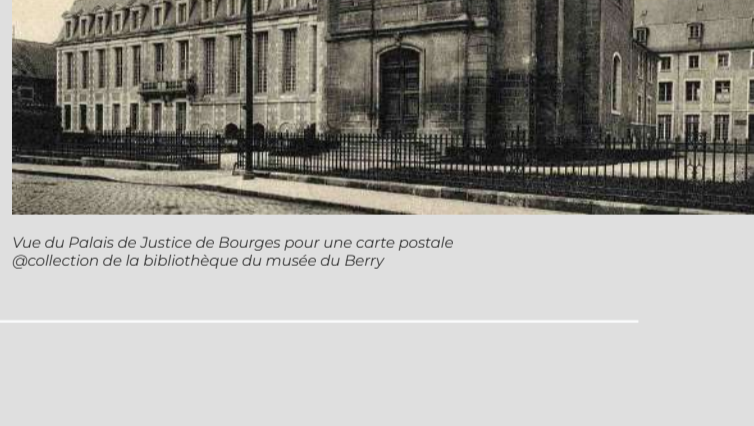 Vue du Palais de Justice de Bourges pour une carte postale
@collection de la bibliothèque du musée du Berry